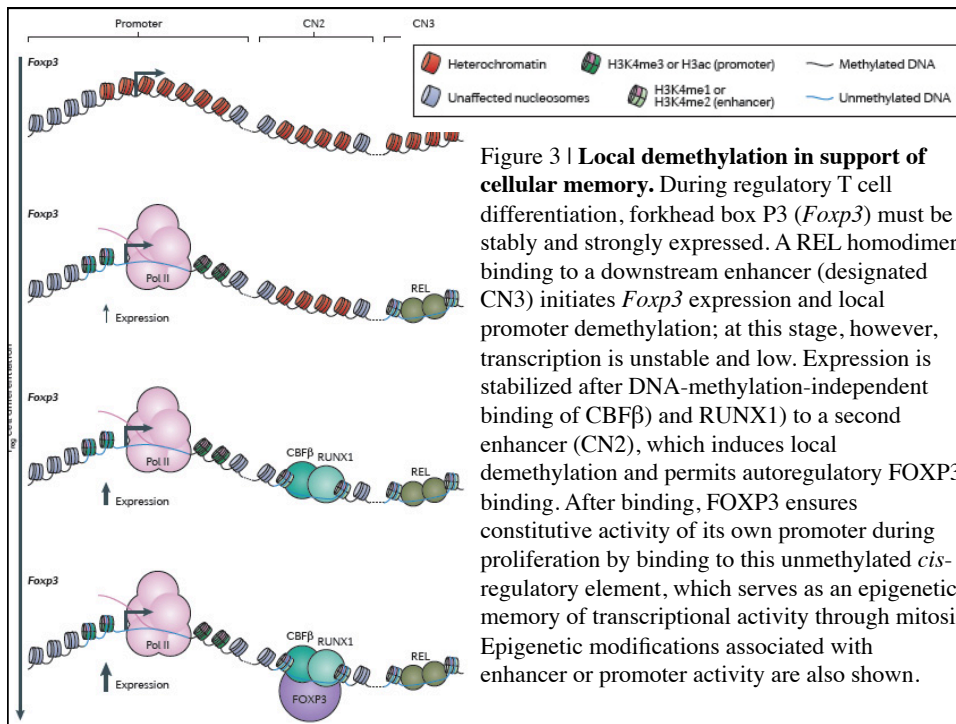 Promoter
CN2
CN3
Foxp3
Heterochromatin
H3K4me3 or H3ac (promoter)
Methylated DNA
Unaffected nucleosomes
H3K4me1 or
H3K4me2 (enhancer)
Unmethylated DNA
Figure 3 | Local demethylation in support of
cellular memory. During regulatory T cell
differentiation, forkhead box P3 (Foxp3) must be
stably and strongly expressed. A REL homodimer
binding to a downstream enhancer (designated
CN3) initiates Foxp3 expression and local
promoter demethylation; at this stage, however,
transcription is unstable and low. Expression is
stabilized after DNA-methylation-independent
binding of CBFβ) and RUNX1) to a second
enhancer (CN2), which induces local
demethylation and permits autoregulatory FOXP3
binding. After binding, FOXP3 ensures
constitutive activity of its own promoter during
proliferation by binding to this unmethylated cis-
regulatory element, which serves as an epigenetic
memory of transcriptional activity through mitosi
Epigenetic modifications associated with
enhancer or promoter activity are also shown.
Foxp3
Pol II
REL
Expression
Foxp3
Pol II
CBFβ
RUNX1
REL
Expression
Foxp3
Pol II
CBFβ
RUNX1
REL
FOXP3
Expression